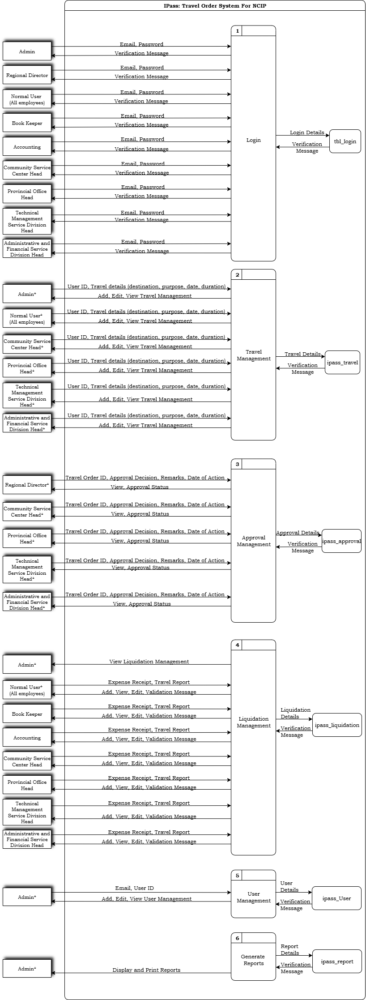 IPass: Travel Order System For NCIP
1
Admin
Email, Password
Verification Message
Regional Director
Email, Password
Verification Message
Normal User
(All employees)
Email, Password
Verification Message
Book Keeper
Email, Password
Verification Message
Accounting
Email, Password
Verification Message
Community Service
Center Head
Email, Password
Verification Message
Provincial Office
Head
Email, Password
Verification Message
Technical
Management
Service Division
Head
Email, Password
Verification Message
Administrative and
Financial Service
Division Head
Email, Password
Verification Message
Login
Login Details
Verification
Message
tbl_login
2
Admin*
User ID, Travel details (destination, purpose, date, duration)
Add, Edit, View Travel Management
Normal User*
(All employees)
User ID, Travel details (destination, purpose, date, duration)
Add, Edit, View Travel Management
Community Service
Center Head*
User ID, Travel details (destination, purpose, date, duration)
Add, Edit, View Travel Management
Provincial Office
Head*
User ID, Travel details (destination, purpose, date, duration)
Add, Edit, View Travel Management
Technical
Management
Service Division
Head*
User ID, Travel details (destination, purpose, date, duration)
Add, Edit, View Travel Management
Administrative and
Financial Service
Division Head*
User ID, Travel details (destination, purpose, date, duration)
Add, Edit, View Travel Management
Travel
Management
Travel Details
Verification
Message
ipass_travel
3
Regional Director*
Travel Order ID, Approval Decision, Remarks, Date of Action
View, Approval Status
Community Service
Center Head*
Travel Order ID, Approval Decision, Remarks, Date of Action
View, Approval Status
Provincial Office
Head*
Travel Order ID, Approval Decision, Remarks, Date of Action
View, Approval Status
Technical
Management
Service Division
Head*
Travel Order ID, Approval Decision, Remarks, Date of Action
View, Approval Status
Administrative and
Financial Service
Division Head*
Travel Order ID, Approval Decision, Remarks, Date of Action
View, Approval Status
Approval
Management
Approval Details
Verification
Message
ipass_approval
4
Admin*
View Liquidation Management
Normal User*
(All employees)
Expense Receipt, Travel Report
Add, View, Edit, Validation Message
Book Keeper
Expense Receipt, Travel Report
Add, View, Edit, Validation Message
Accounting
Expense Receipt, Travel Report
Add, View, Edit, Validation Message
Community Service
Center Head
Expense Receipt, Travel Report
Add, View, Edit, Validation Message
Provincial Office
Head
Expense Receipt, Travel Report
Add, View, Edit, Validation Message
Technical
Management
Service Division
Head
Expense Receipt, Travel Report
Add, View, Edit, Validation Message
Administrative and
Financial Service
Division Head
Expense Receipt, Travel Report
Add, View, Edit, Validation Message
Liquidation
Management
Liquidation
Details
Verification
Message
ipass_liquidation
5
Admin*
Email, User ID
Add, Edit, View User Management
User
Management
User
Details
Verification
Message
ipass_User
6
Admin*
Display and Print Reports
Generate
Reports
Report
Details
Verification
Message
ipass_report